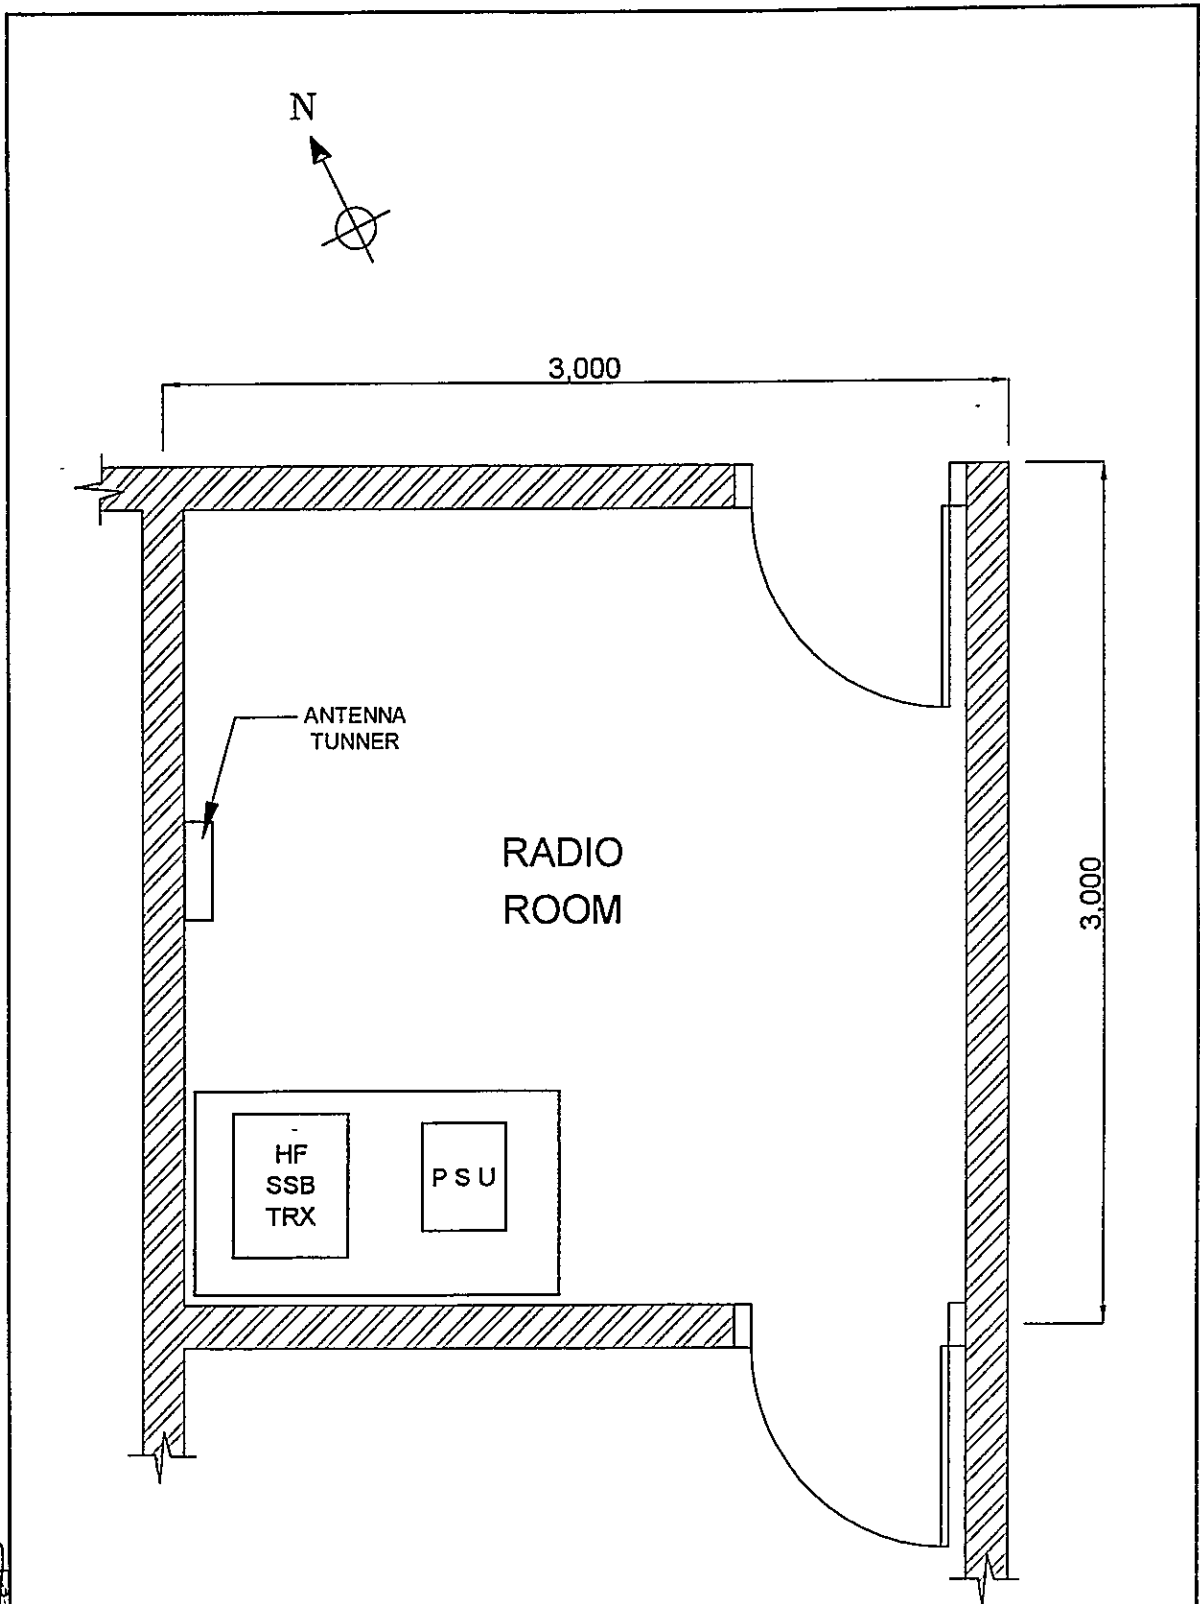 N
3,000
ANTENNA
TUNNER
RADIO
ROOM
3,000
HF
SSB
TRX
P S U